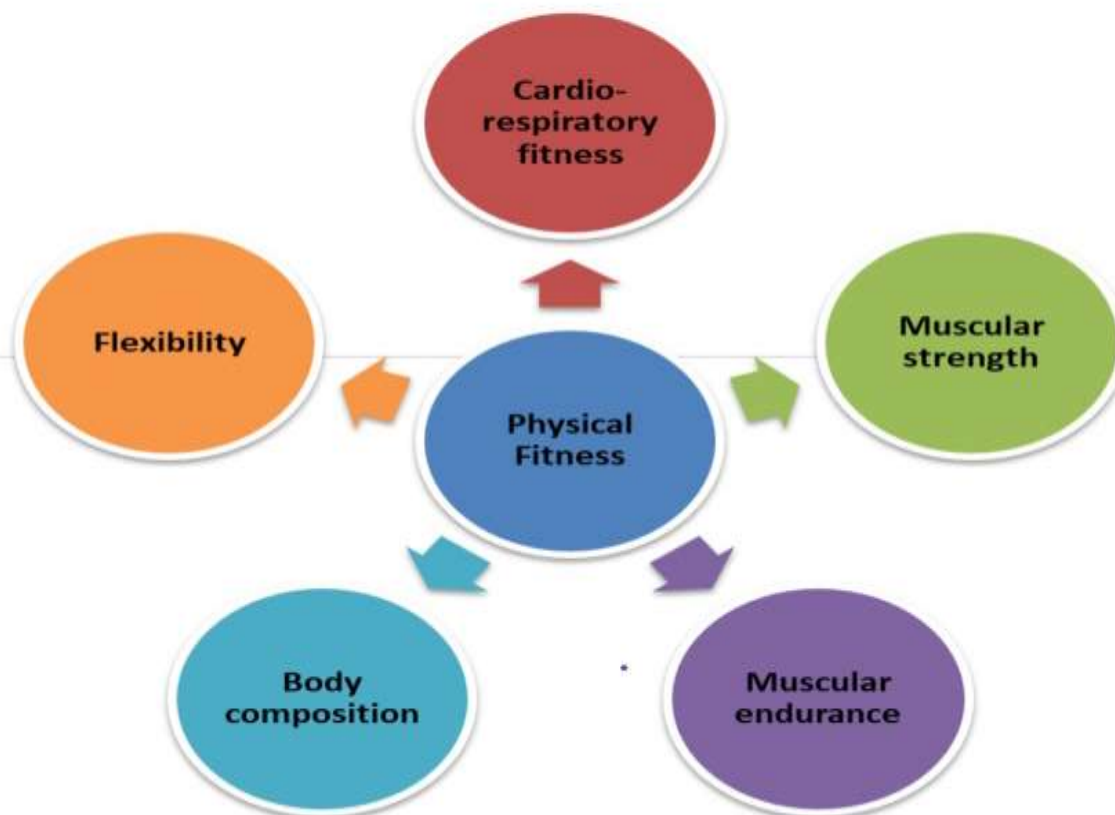 Cardio-
respiratory
fitness
Muscular
strength
Muscular
endurance
Body
composition
Flexibility
Physical
Fitness